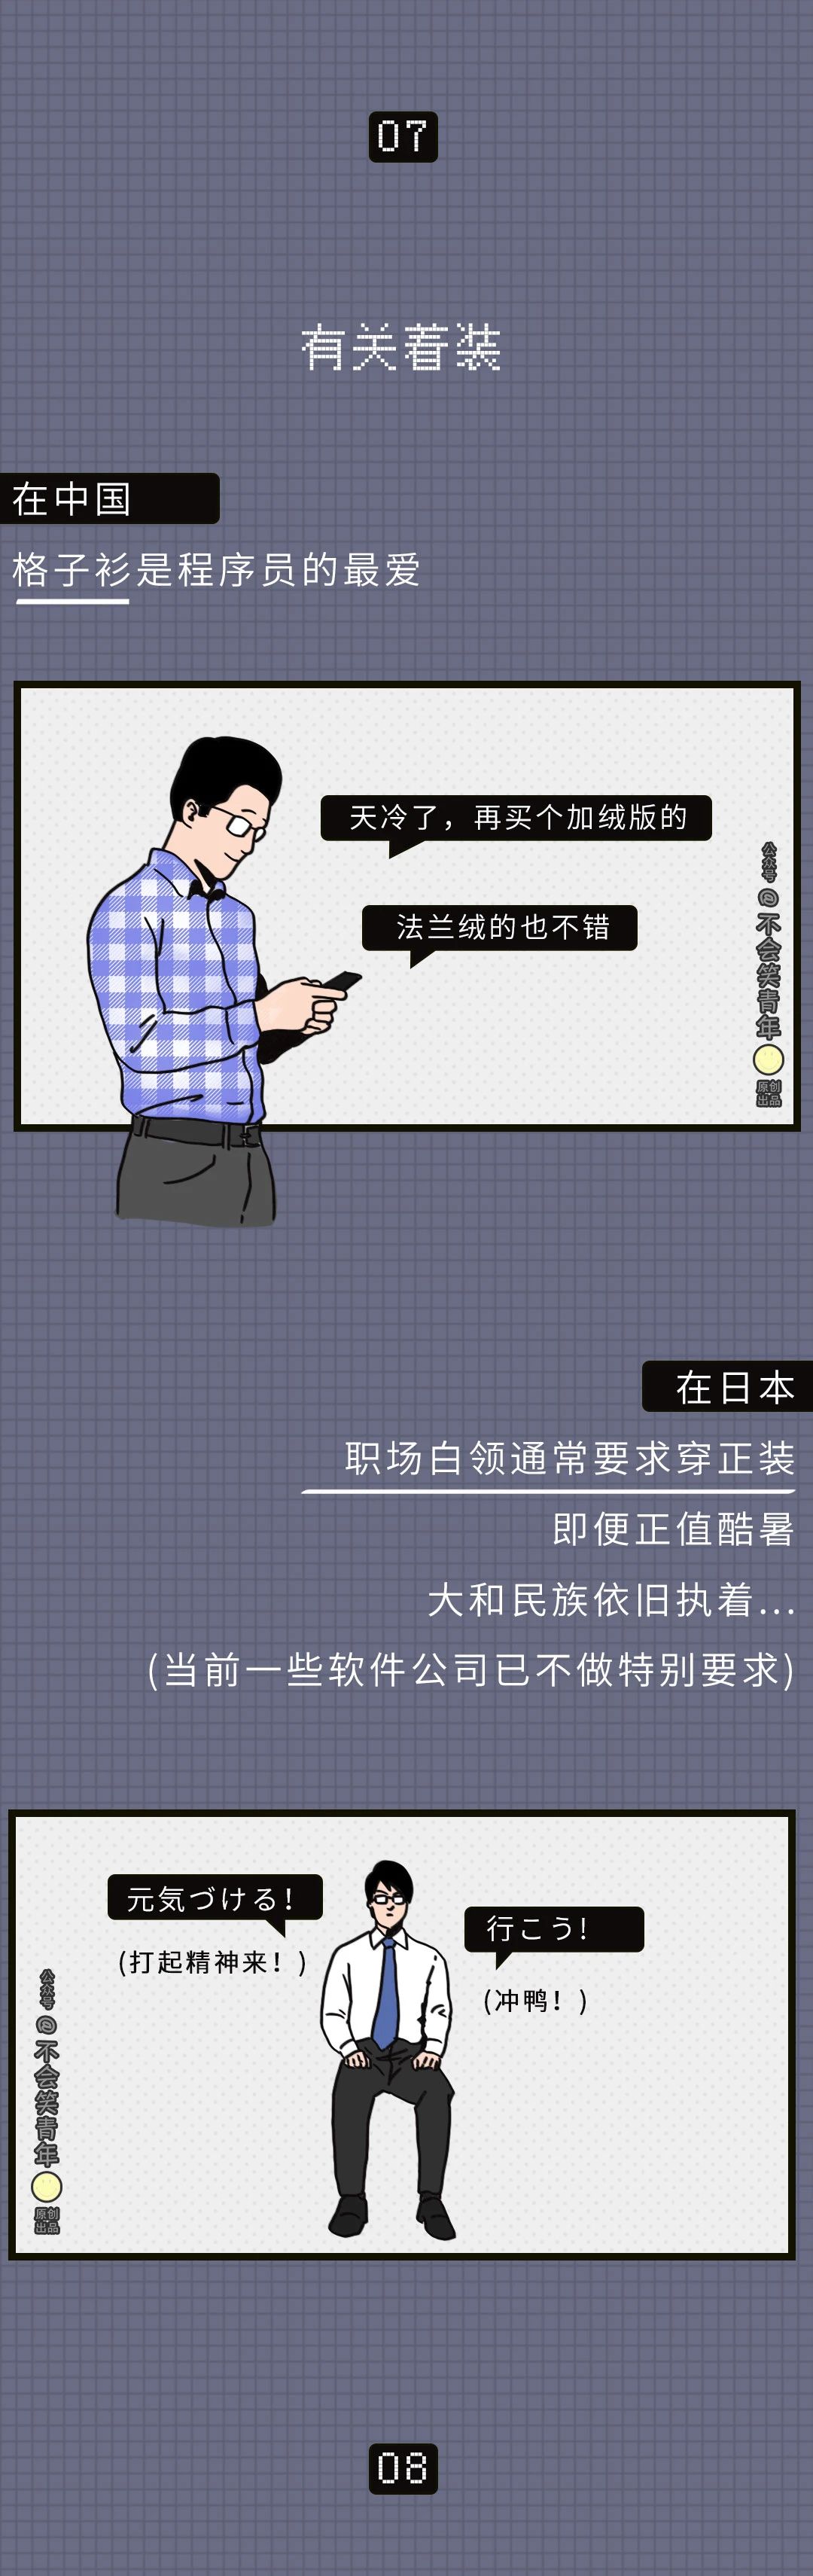 07
有关着装
在中国
格子衫是程序员的最爱
天冷了，再买个加绒版的
法兰绒的也不错
公众号@不会笑青年
原创出品
在日本
职场白领通常要求穿正装
即便正值酷暑
大和民族依旧执着...
(当前一些软件公司已不做特别要求)
元気づける！
(打起精神来！)
行こう!
(冲鸭！)
公众号@不会笑青年
原创出品
08